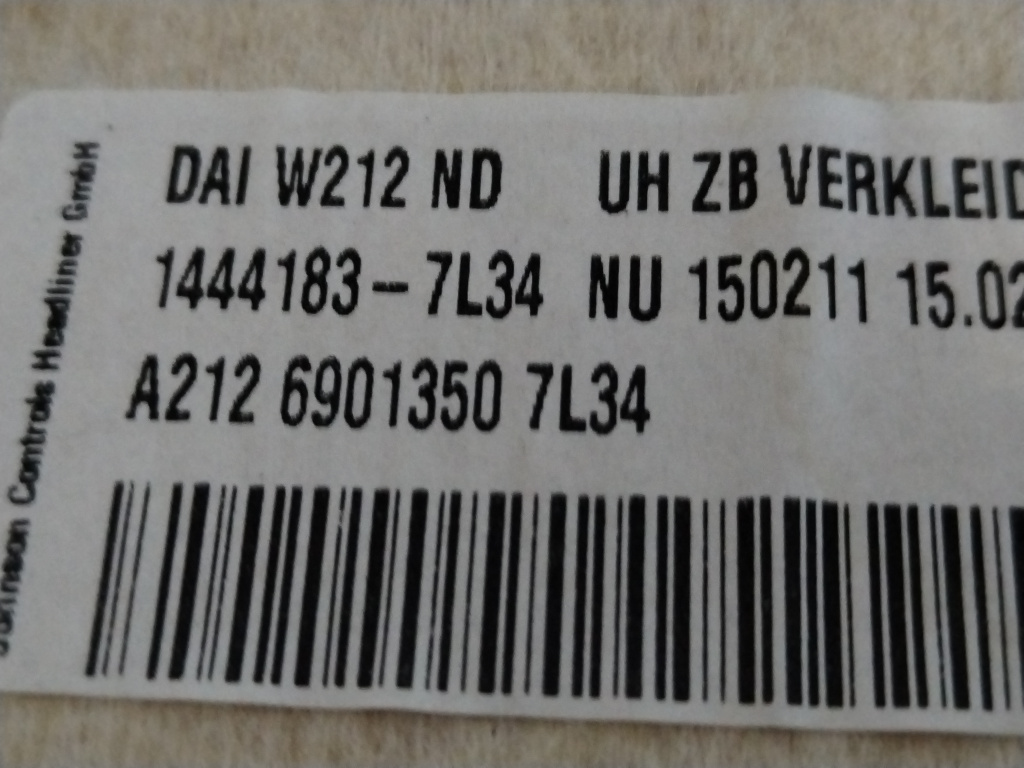 DAI W212 ND UH ZB VERKLEID
1444183-7L34 NU 150211 15.02
A212 6901350 7L34
Johnson Controls Headliner GmbH